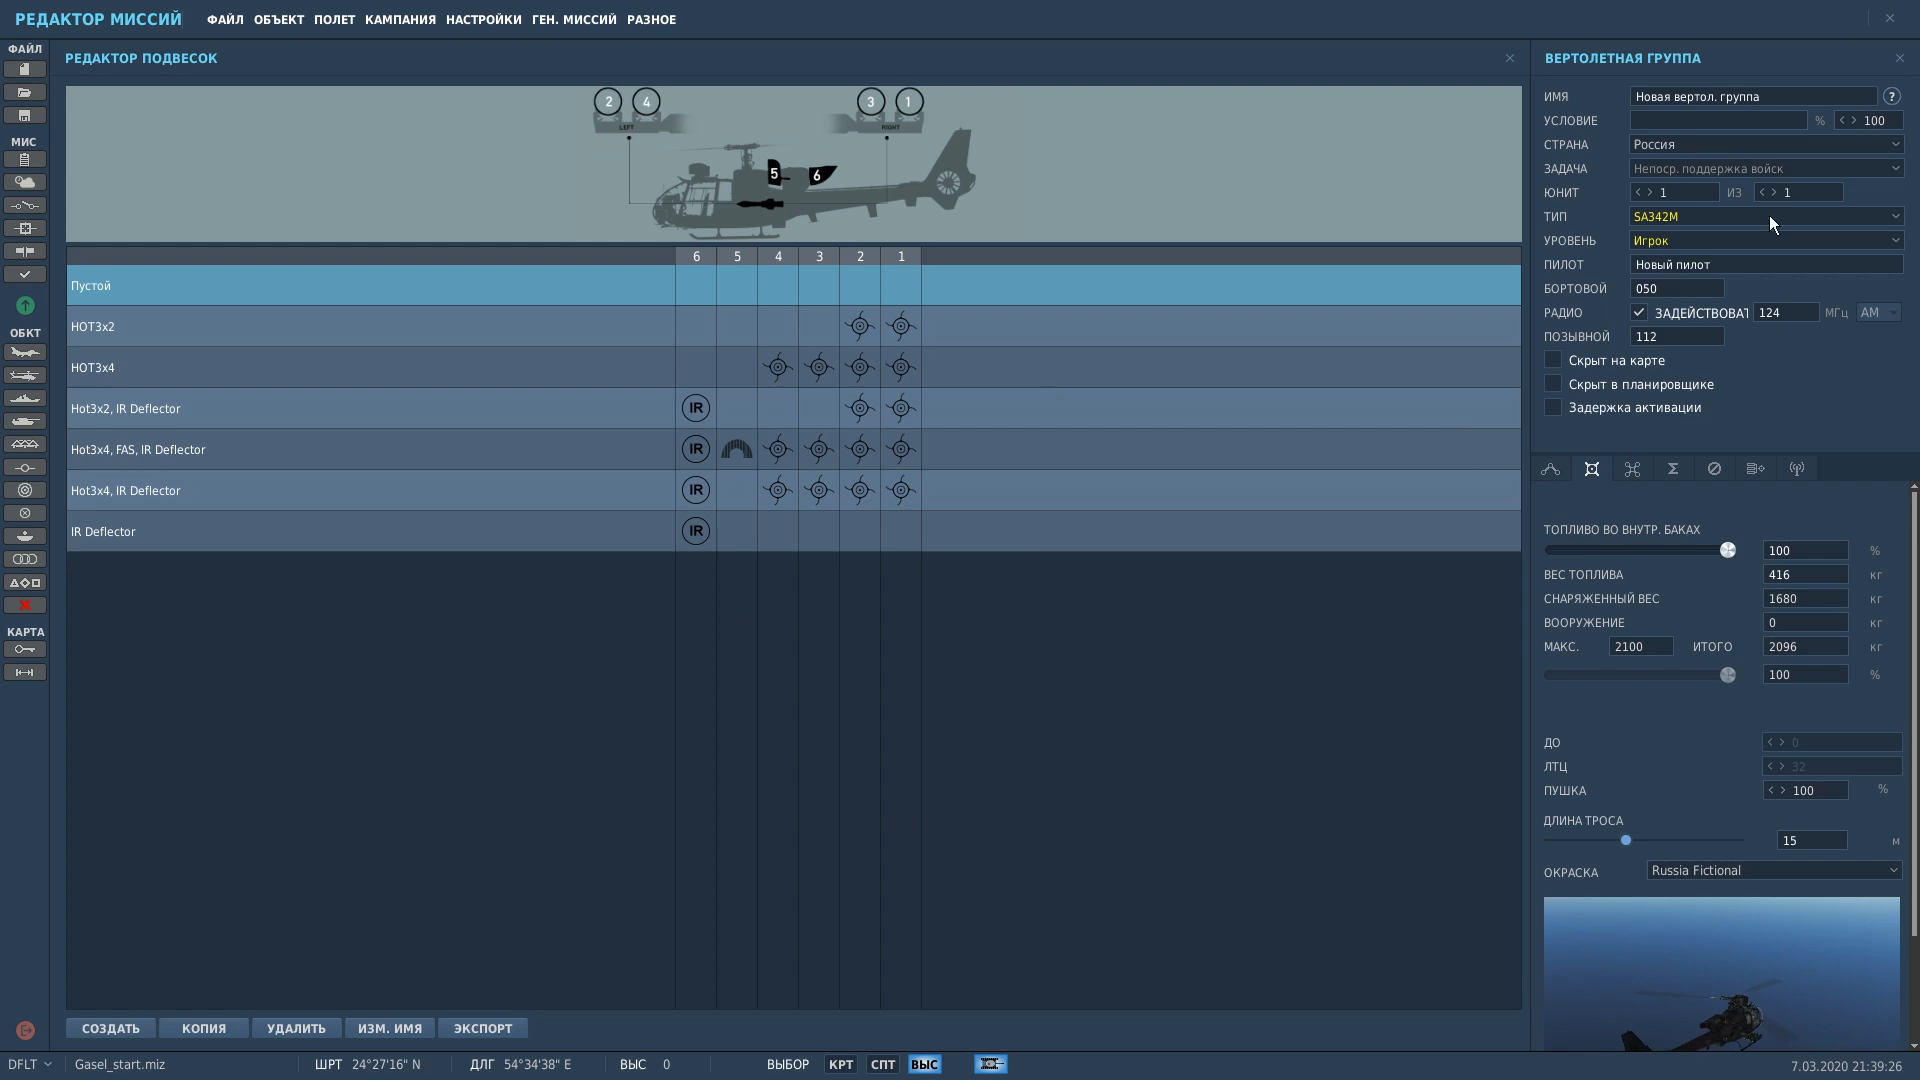 РЕДАКТОР МИССИЙ ФАЙЛ ОБЪЕКТ ПОЛЕТ КАМПАНИЯ НАСТРОЙКИ ГЕН. МИССИЙ РАЗНОЕ
ФАЙЛ
МИС
ОБКТ
КАРТА
РЕДАКТОР ПОДВЕСОК
2 4 3 1
LEFT RIGHT
5 6
6 5 4 3 2 1
Пустой
HOT3x2
HOT3x4
Hot3x2, IR Deflector IR
Hot3x4, FAS, IR Deflector IR
Hot3x4, IR Deflector IR
IR Deflector IR
СОЗДАТЬ КОПИЯ УДАЛИТЬ ИЗМ. ИМЯ ЭКСПОРТ
ВЕРТОЛЕТНАЯ ГРУППА
ИМЯ Новая вертол. группа ?
УСЛОВИЕ % < > 100
СТРАНА Россия
ЗАДАЧА Непоср. поддержка войск
ЮНИТ < > 1 ИЗ < > 1
ТИП SA342M
УРОВЕНЬ Игрок
ПИЛОТ Новый пилот
БОРТОВОЙ 050
РАДИО ЗАДЕЙСТВОВАТ 124 МГц AM
ПОЗЫВНОЙ 112
Скрыт на карте
Скрыт в планировщике
Задержка активации
ТОПЛИВО ВО ВНУТР. БАКАХ
100 %
ВЕС ТОПЛИВА 416 кг
СНАРЯЖЕННЫЙ ВЕС 1680 кг
ВООРУЖЕНИЕ 0 кг
МАКС. 2100 ИТОГО 2096 кг
100 %
ДО < > 0
ЛТЦ < > 32
ПУШКА < > 100 %
ДЛИНА ТРОСА
15 м
ОКРАСКА Russia Fictional
DFLT Gasel_start.miz ШРТ 24°27'16" N ДЛГ 54°34'38" E ВЫС 0 ВЫБОР КРТ СПТ ВЫС 7.03.2020 21:39:26